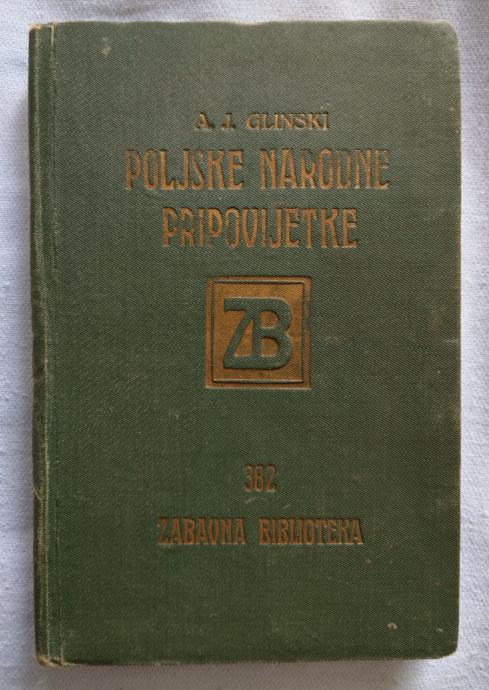 A. J. GLINSKI
POLJSKE NARODNE
PRIPOVIJETKE
ZB
382
ZABAVNA BIBLIOTEKA